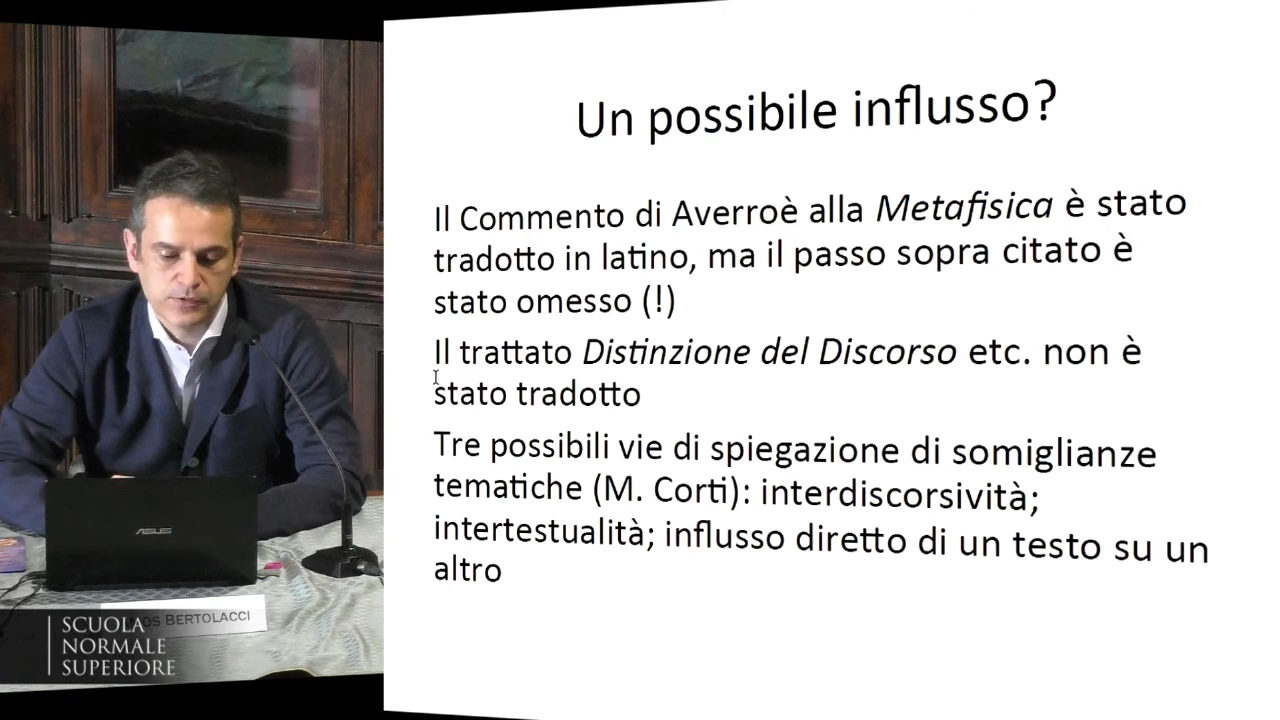 Un possibile influsso?
Il Commento di Averroè alla Metafisica è stato
tradotto in latino, ma il passo sopra citato è
stato omesso (!)
Il trattato Distinzione del Discorso etc. non è
stato tradotto
Tre possibili vie di spiegazione di somiglianze
tematiche (M. Corti): interdiscorsività;
intertestualità; influsso diretto di un testo su un
altro
ASUS
BERTOLACCI
SCUOLA
NORMALE
SUPERIORE